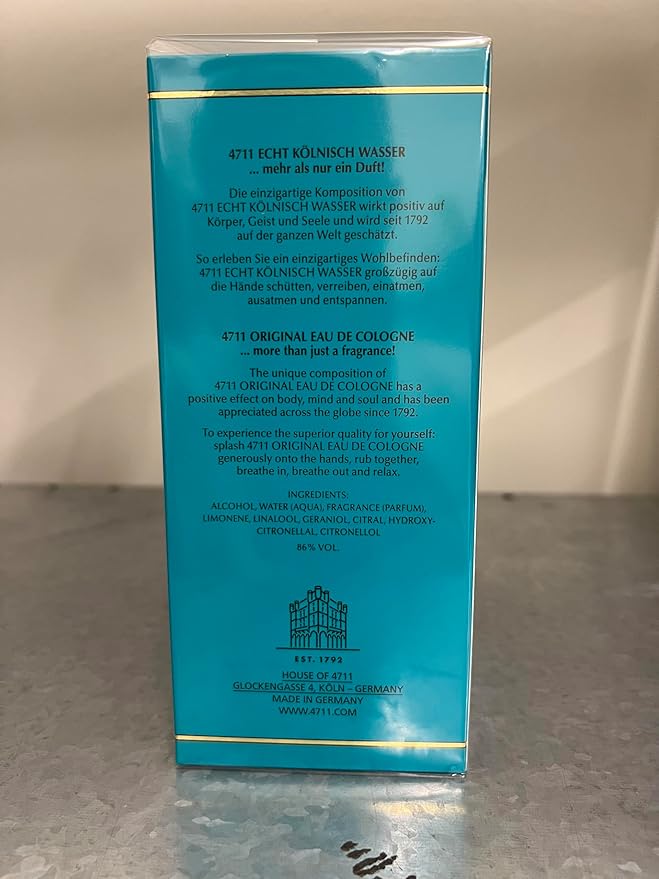 4711 ECHT KÖLNISCH WASSER
... mehr als nur ein Duft!
Die einzigartige Komposition von
4711 ECHT KÖLNISCH WASSER wirkt positiv auf
Körper, Geist und Seele und wird seit 1792
auf der ganzen Welt geschätzt.
So erleben Sie ein einzigartiges Wohlbefinden:
4711 ECHT KÖLNISCH WASSER großzügig auf
die Hände schütten, verreiben, einatmen,
ausatmen und entspannen.
4711 ORIGINAL EAU DE COLOGNE
... more than just a fragrance!
The unique composition of
4711 ORIGINAL EAU DE COLOGNE has a
positive effect on body, mind and soul and has been
appreciated across the globe since 1792.
To experience the superior quality for yourself:
splash 4711 ORIGINAL EAU DE COLOGNE
generously onto the hands, rub together,
breathe in, breathe out and relax.
INGREDIENTS:
ALCOHOL, WATER (AQUA), FRAGRANCE (PARFUM),
LIMONENE, LINALOOL, GERANIOL, CITRAL, HYDROXY-
CITRONELLAL, CITRONELLOL
86% VOL.
EST. 1792
HOUSE OF 4711
GLOCKENGASSE 4, KÖLN – GERMANY
MADE IN GERMANY
WWW.4711.COM